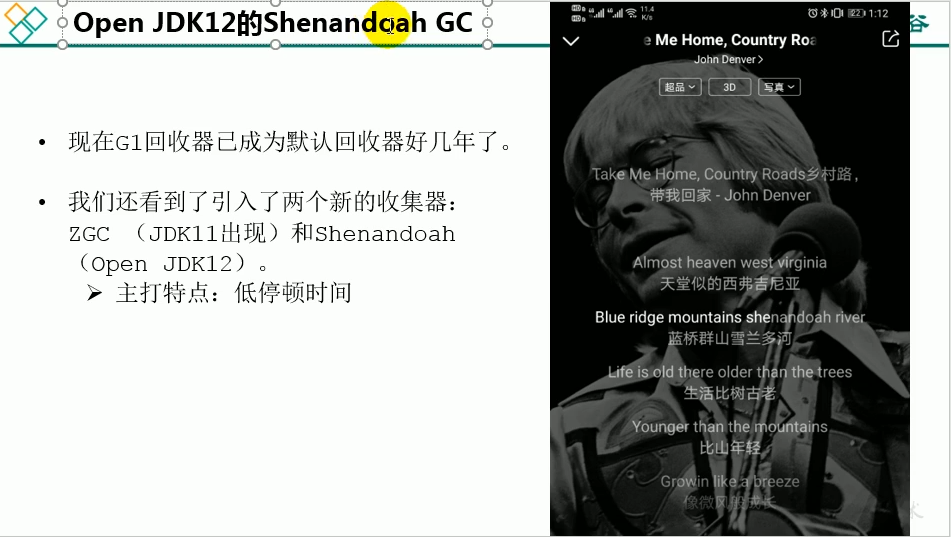 Open JDK12的Shenandoah GC
谷
• 现在G1回收器已成为默认回收器好几年了。
• 我们还看到了引入了两个新的收集器：
ZGC （JDK11出现）和Shenandoah
（Open JDK12）。
➢ 主打特点：低停顿时间
11.4
K/s
22
1:12
e Me Home, Country Roa
John Denver >
超品
3D
写真
Take Me Home, Country Roads乡村路，
带我回家 - John Denver
Almost heaven west virginia
天堂似的西弗吉尼亚
Blue ridge mountains shenandoah river
蓝桥群山雪兰多河
Life is old there older than the trees
生活比树古老
Younger than the mountains
比山年轻
Growin like a breeze
像微风般成长